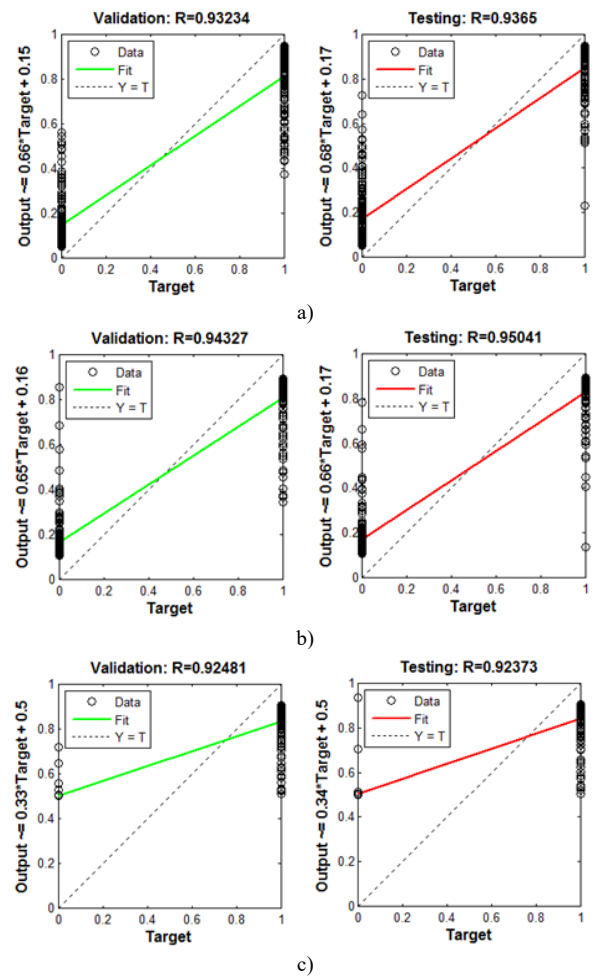 Validation: R=0.93234
Output ~= 0.66*Target + 0.15
1
0.8
0.6
0.4
0.2
0
Data
Fit
Y = T
0 0.2 0.4 0.6 0.8 1
Target
Testing: R=0.9365
Output ~= 0.68*Target + 0.17
1
0.8
0.6
0.4
0.2
0
Data
Fit
Y = T
0 0.2 0.4 0.6 0.8 1
Target
a)
Validation: R=0.94327
Output ~= 0.65*Target + 0.16
1
0.8
0.6
0.4
0.2
0
Data
Fit
Y = T
0 0.2 0.4 0.6 0.8 1
Target
Testing: R=0.95041
Output ~= 0.66*Target + 0.17
1
0.8
0.6
0.4
0.2
0
Data
Fit
Y = T
0 0.2 0.4 0.6 0.8 1
Target
b)
Validation: R=0.92481
Output ~= 0.33*Target + 0.5
1
0.8
0.6
0.4
0.2
0
Data
Fit
Y = T
0 0.2 0.4 0.6 0.8 1
Target
Testing: R=0.92373
Output ~= 0.34*Target + 0.5
1
0.8
0.6
0.4
0.2
0
Data
Fit
Y = T
0 0.2 0.4 0.6 0.8 1
Target
c)